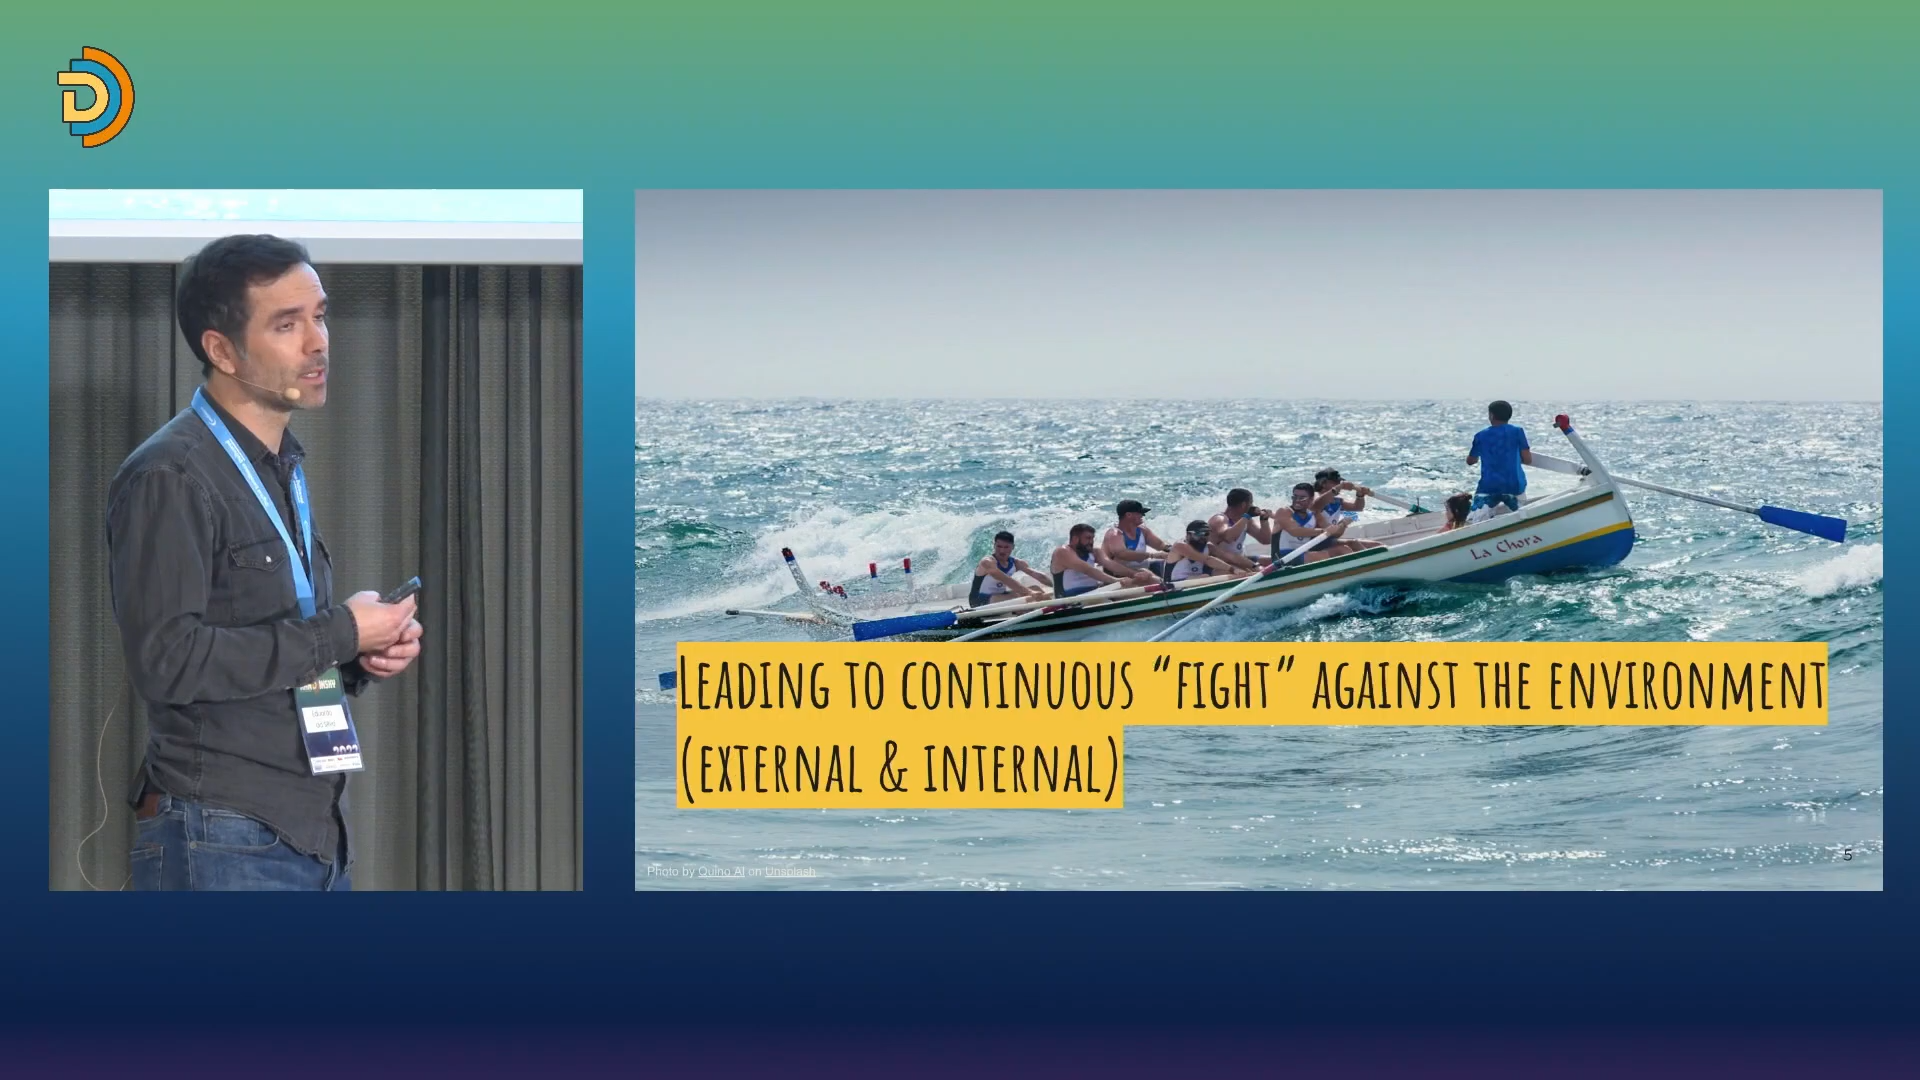 LEADING TO CONTINUOUS “FIGHT” AGAINST THE ENVIRONMENT
(EXTERNAL & INTERNAL)
La Chora
Photo by Quino Al on Unsplash
5